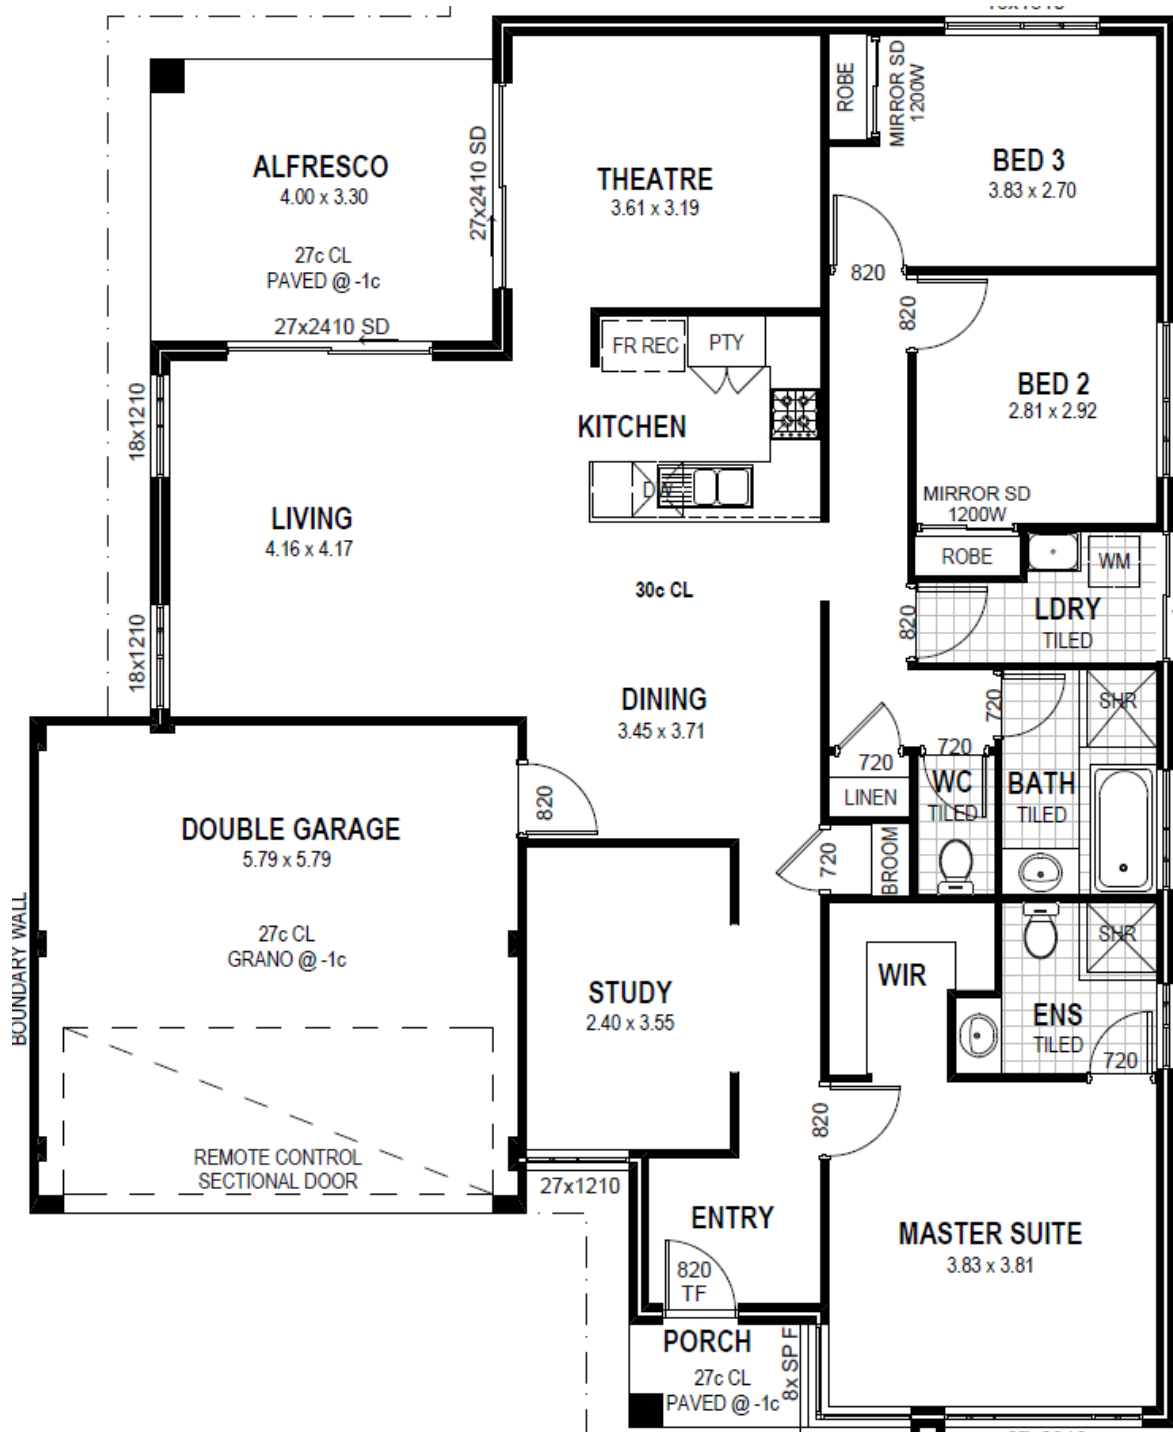 ALFRESCO
4.00 x 3.30
27c CL
PAVED @ -1c
27x2410 SD
27x2410 SD
THEATRE
3.61 x 3.19
ROBE
MIRROR SD
1200W
BED 3
3.83 x 2.70
820
820
BED 2
2.81 x 2.92
MIRROR SD
1200W
ROBE
FR REC
PTY
KITCHEN
DW
18x1210
LIVING
4.16 x 4.17
18x1210
30c CL
WM
820
LDRY
TILED
DINING
3.45 x 3.71
720
SHR
720
720
LINEN
WC
TILED
BATH
TILED
820
DOUBLE GARAGE
5.79 x 5.79
27c CL
GRANO @ -1c
BOUNDARY WALL
720
BROOM
STUDY
2.40 x 3.55
WIR
SHR
ENS
TILED
720
REMOTE CONTROL
SECTIONAL DOOR
27x1210
820
ENTRY
820
TF
MASTER SUITE
3.83 x 3.81
PORCH
27c CL
PAVED @ -1c
8x SP F